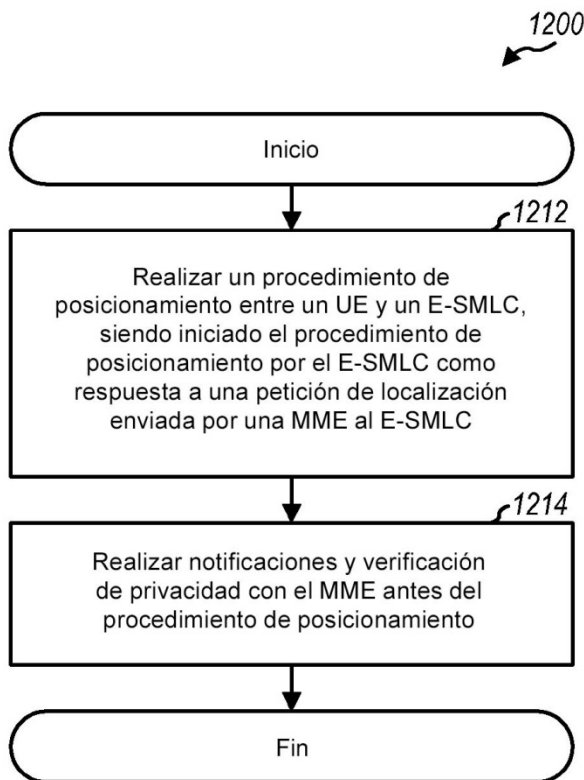 1200
Inicio
1212
Realizar un procedimiento de
posicionamiento entre un UE y un E-SMLC,
siendo iniciado el procedimiento de
posicionamiento por el E-SMLC como
respuesta a una petición de localización
enviada por una MME al E-SMLC
1214
Realizar notificaciones y verificación
de privacidad con el MME antes del
procedimiento de posicionamiento
Fin